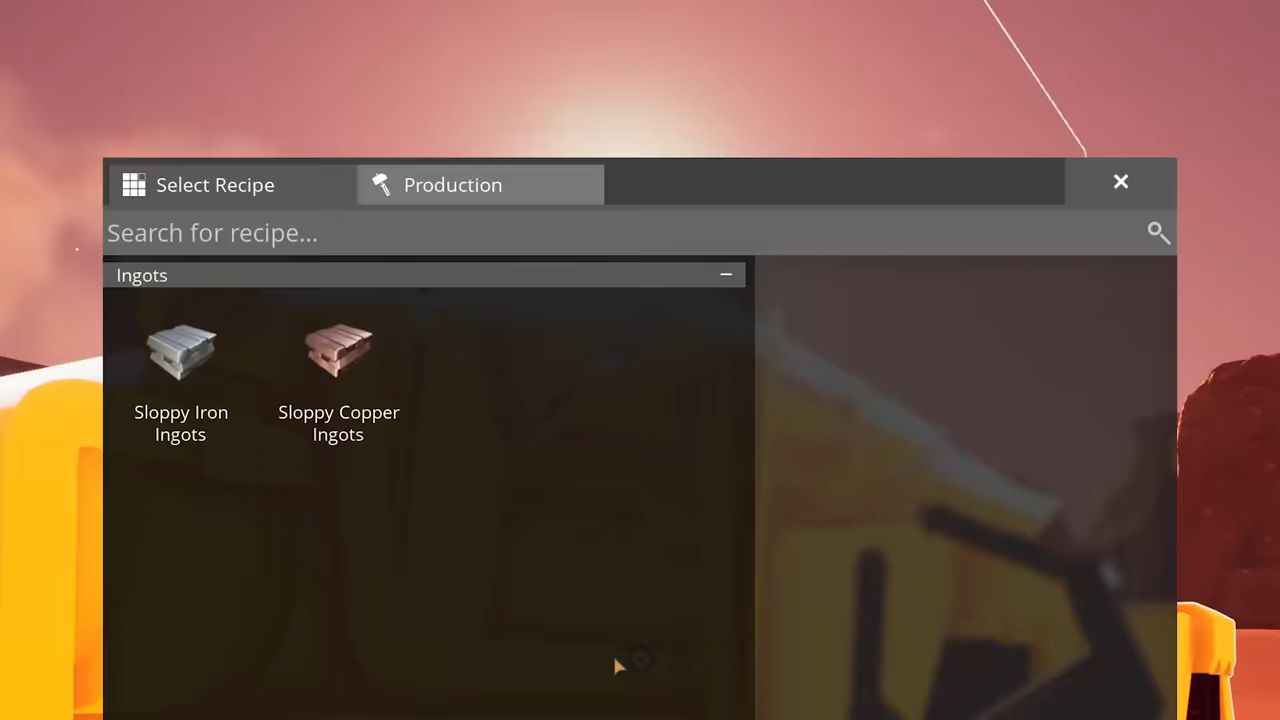 Select Recipe
Production
Search for recipe...
Ingots
Sloppy Iron
Ingots
Sloppy Copper
Ingots